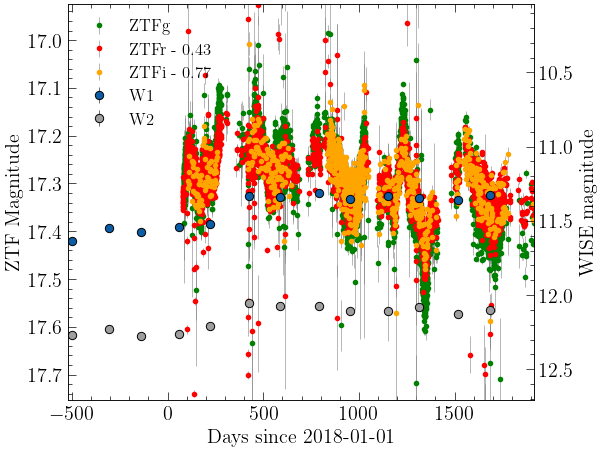 ZTFg
ZTFr - 0.43
ZTFi - 0.77
W1
W2
17.0
17.1
17.2
17.3
17.4
17.5
17.6
17.7
ZTF Magnitude
10.5
11.0
11.5
12.0
12.5
WISE magnitude
−500
0
500
1000
1500
Days since 2018-01-01